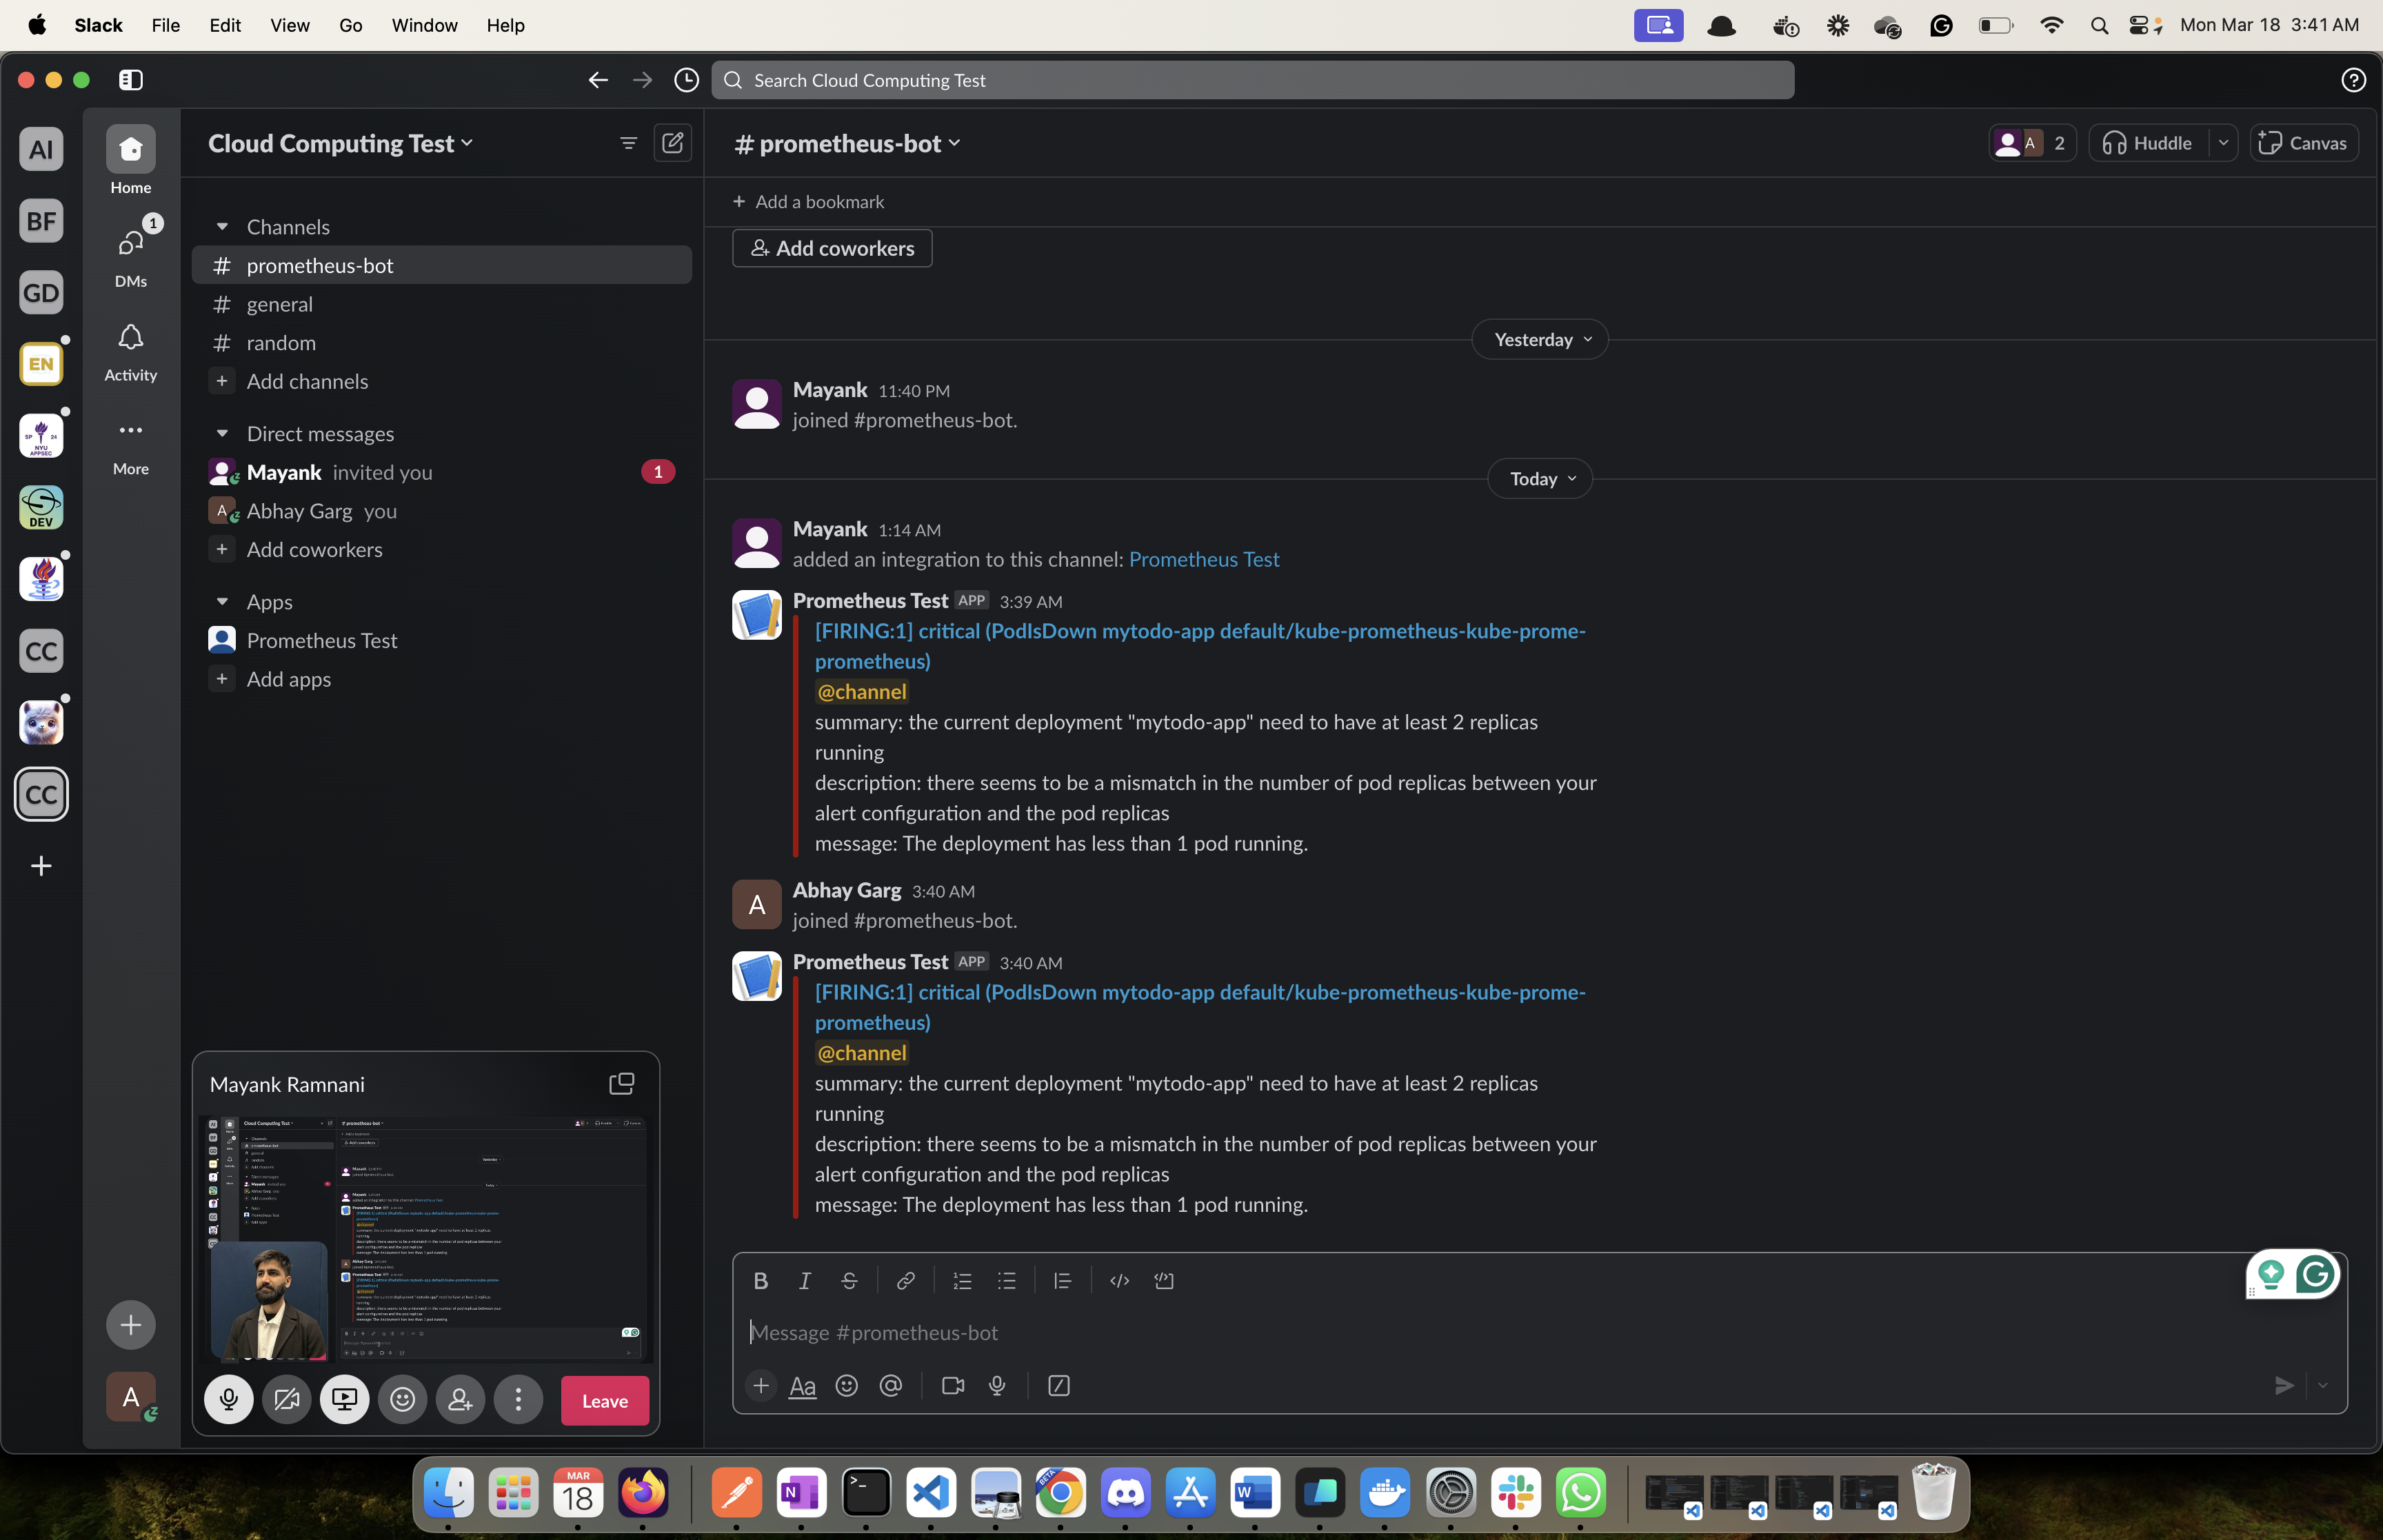 Slack File Edit View Go Window Help
Mon Mar 18 3:41 AM
Search Cloud Computing Test
AI
BF
GD
EN
SP 24
NYU
APPSEC
DEV
CC
CC
Home
1
DMs
Activity
More
A
Cloud Computing Test
Channels
# prometheus-bot
# general
# random
+ Add channels
Direct messages
Mayank invited you 1
A Abhay Garg you
+ Add coworkers
Apps
Prometheus Test
+ Add apps
Mayank Ramnani
Leave
# prometheus-bot
A 2
Huddle
Canvas
+ Add a bookmark
Add coworkers
Yesterday
Mayank 11:40 PM
joined #prometheus-bot.
Today
Mayank 1:14 AM
added an integration to this channel: Prometheus Test
Prometheus Test APP 3:39 AM
[FIRING:1] critical (PodIsDown mytodo-app default/kube-prometheus-kube-prome-
prometheus)
@channel
summary: the current deployment "mytodo-app" need to have at least 2 replicas
running
description: there seems to be a mismatch in the number of pod replicas between your
alert configuration and the pod replicas
message: The deployment has less than 1 pod running.
A
Abhay Garg 3:40 AM
joined #prometheus-bot.
Prometheus Test APP 3:40 AM
[FIRING:1] critical (PodIsDown mytodo-app default/kube-prometheus-kube-prome-
prometheus)
@channel
summary: the current deployment "mytodo-app" need to have at least 2 replicas
running
description: there seems to be a mismatch in the number of pod replicas between your
alert configuration and the pod replicas
message: The deployment has less than 1 pod running.
B I S
Message #prometheus-bot
+ Aa @
MAR
18
N
BETA
W